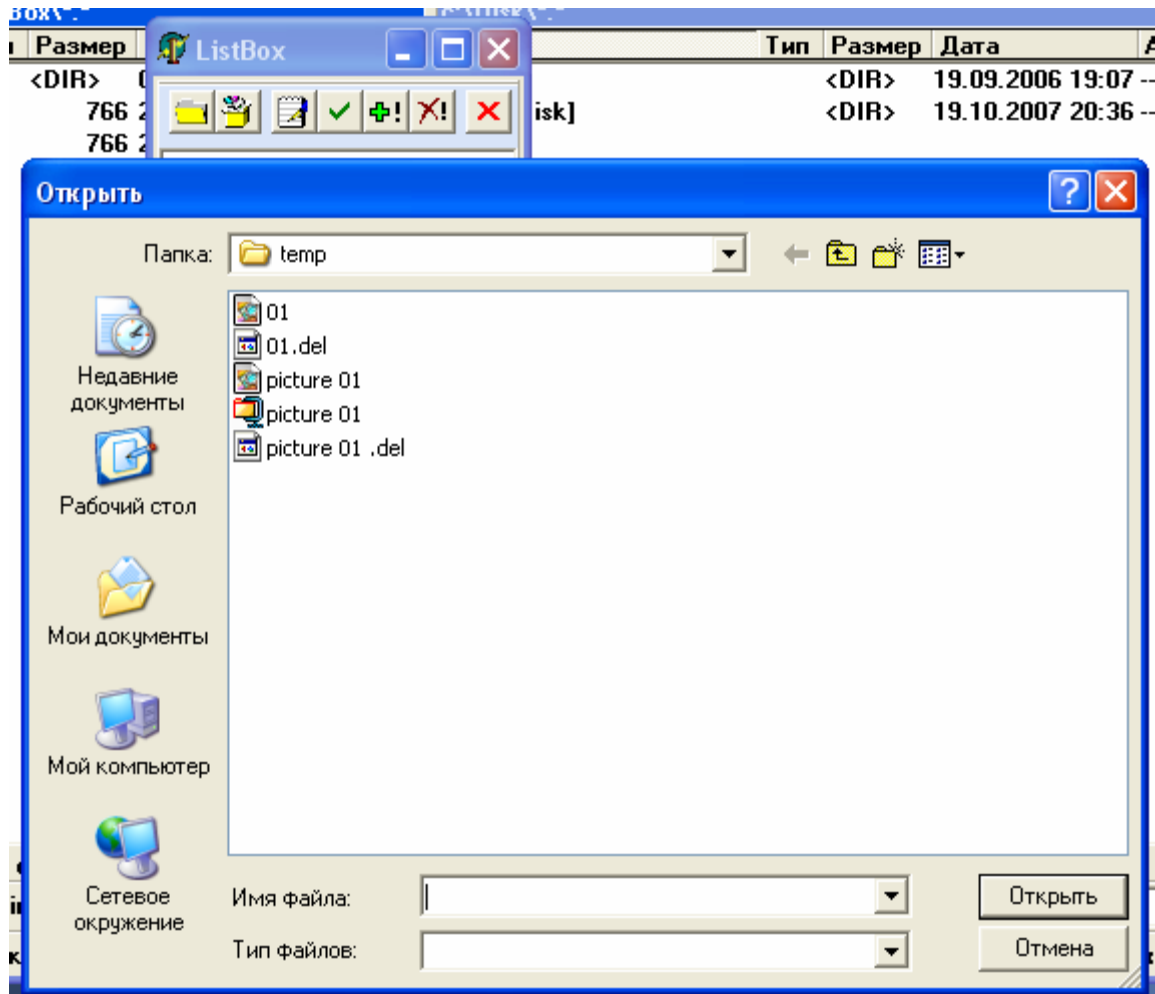 Размер
ListBox
Тип Размер Дата
<DIR>
<DIR> 19.09.2006 19:07 --
766
isk]
<DIR> 19.10.2007 20:36 --
766
Открыть
Папка:
temp
01
01.del
picture 01
picture 01
picture 01 .del
Недавние
документы
Рабочий стол
Мои документы
Мой компьютер
Сетевое
окружение
Имя файла:
Открыть
Тип файлов:
Отмена